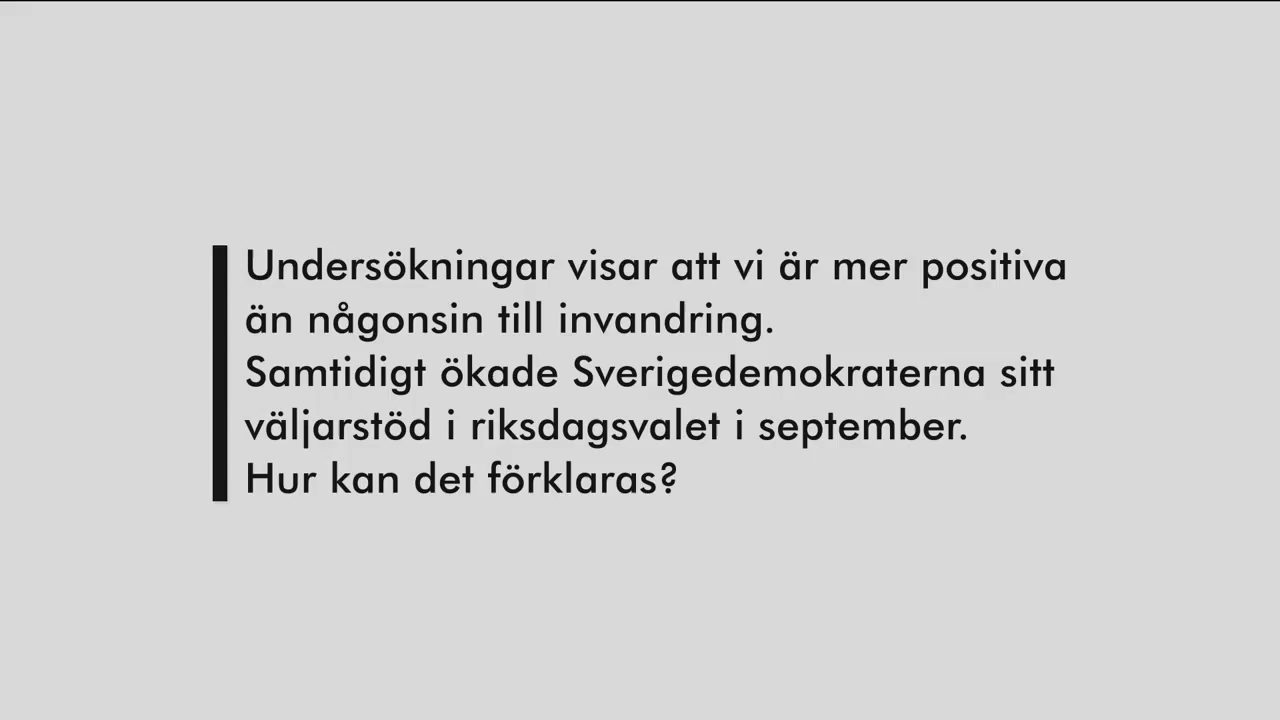 Undersökningar visar att vi är mer positiva
än någonsin till invandring.
Samtidigt ökade Sverigedemokraterna sitt
väljarstöd i riksdagsvalet i september.
Hur kan det förklaras?